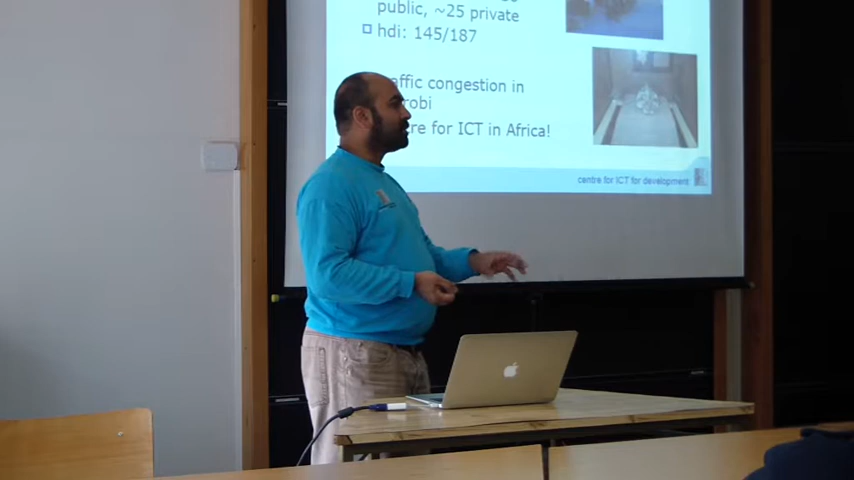 public, ~25 private
hdi: 145/187
affic congestion in
robi
re for ICT in Africa!
centre for ICT for development